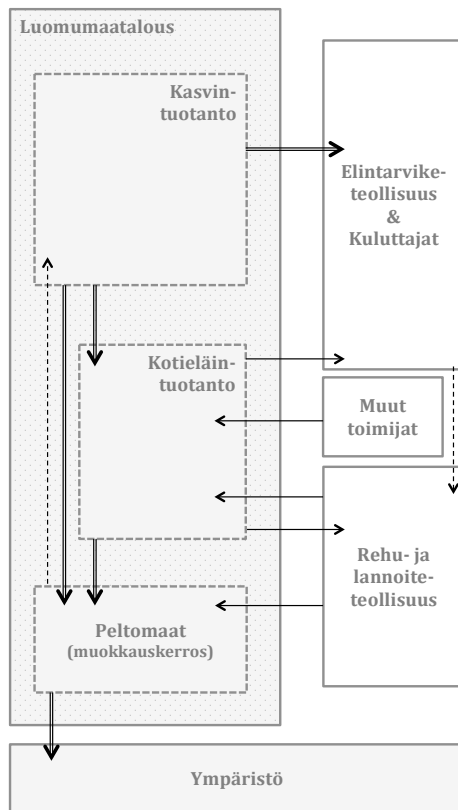 Luomumaatalous
Kasvin-
tuotanto
Elintarvike-
teollisuus
&
Kuluttajat
Kotieläin-
tuotanto
Muut
toimijat
Rehu- ja
lannoite-
teollisuus
Peltomaat
(muokkauskerros)
Ympäristö